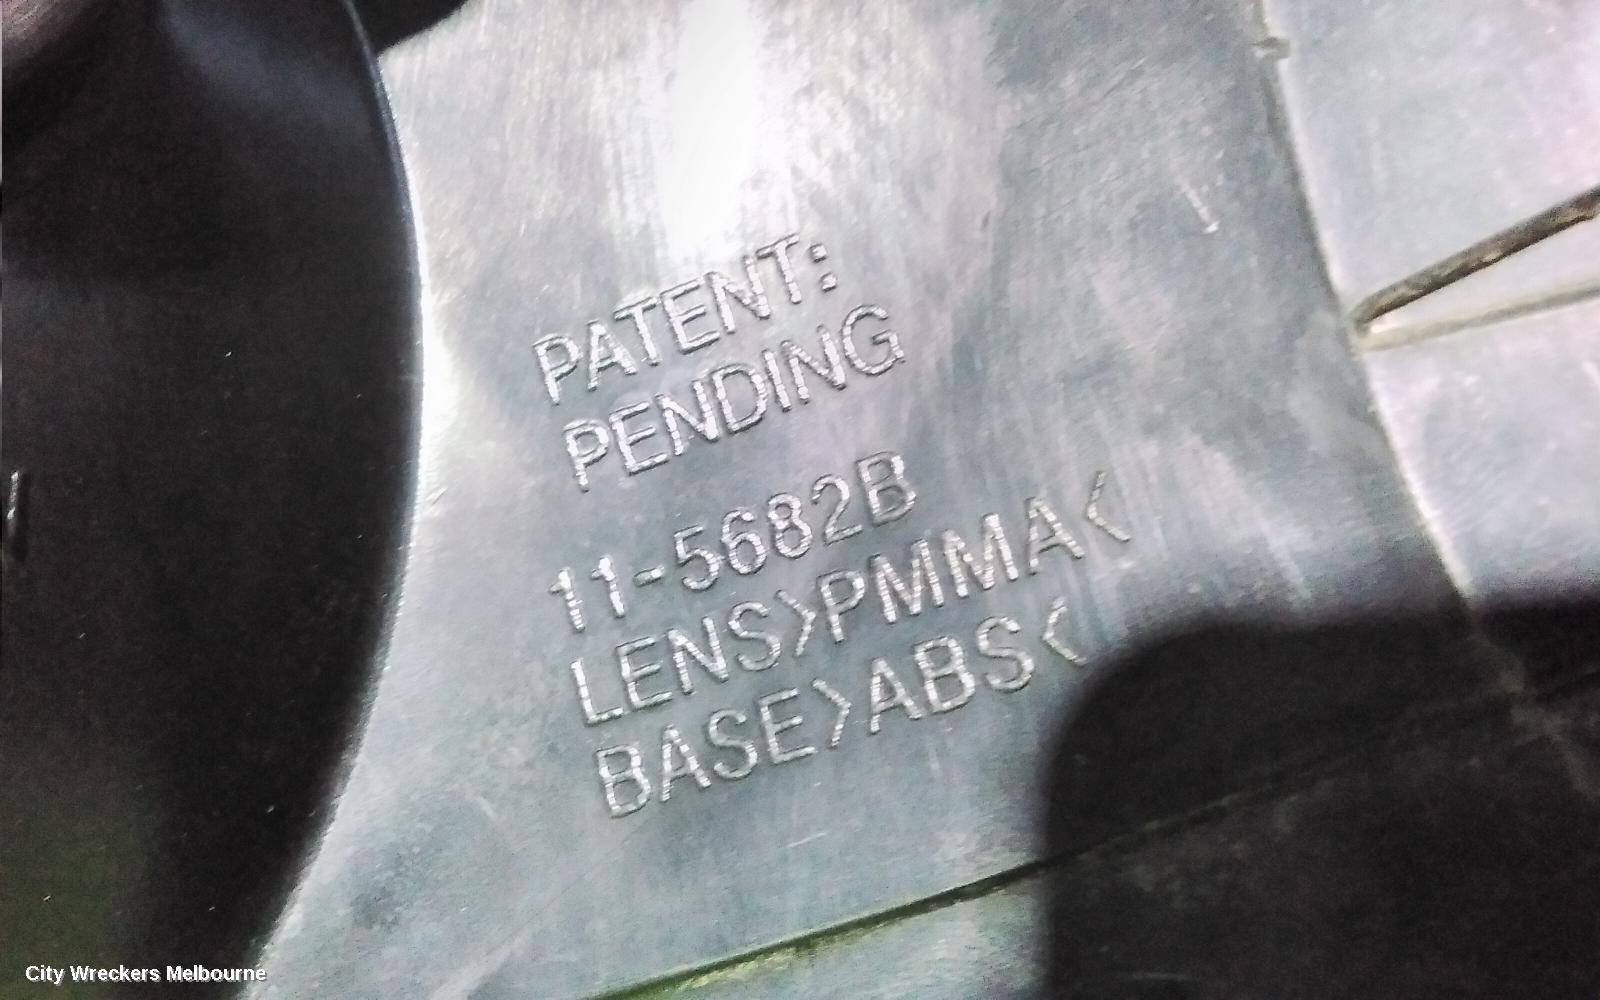 PATENT:
PENDING
11-5682B
LENS>PMMA<
BASE>ABS<
City Wreckers Melbourne